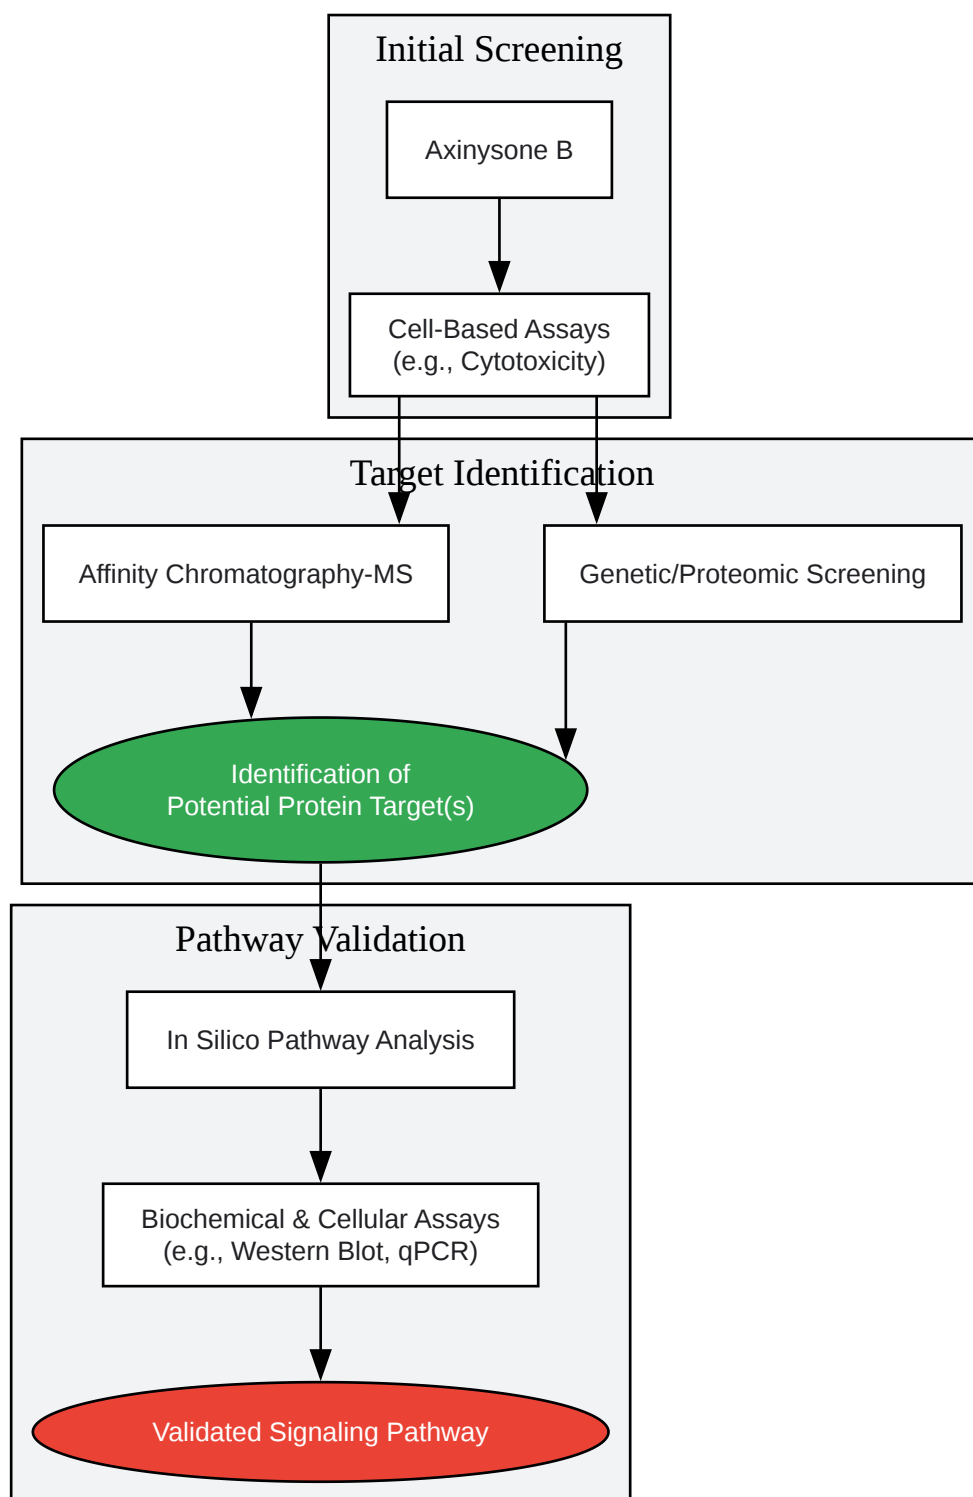 Initial Screening
Axinysone B
Cell-Based Assays
(e.g., Cytotoxicity)
Target Identification
Affinity Chromatography-MS
Genetic/Proteomic Screening
Identification of
Potential Protein Target(s)
Pathway Validation
In Silico Pathway Analysis
Biochemical & Cellular Assays
(e.g., Western Blot, qPCR)
Validated Signaling Pathway